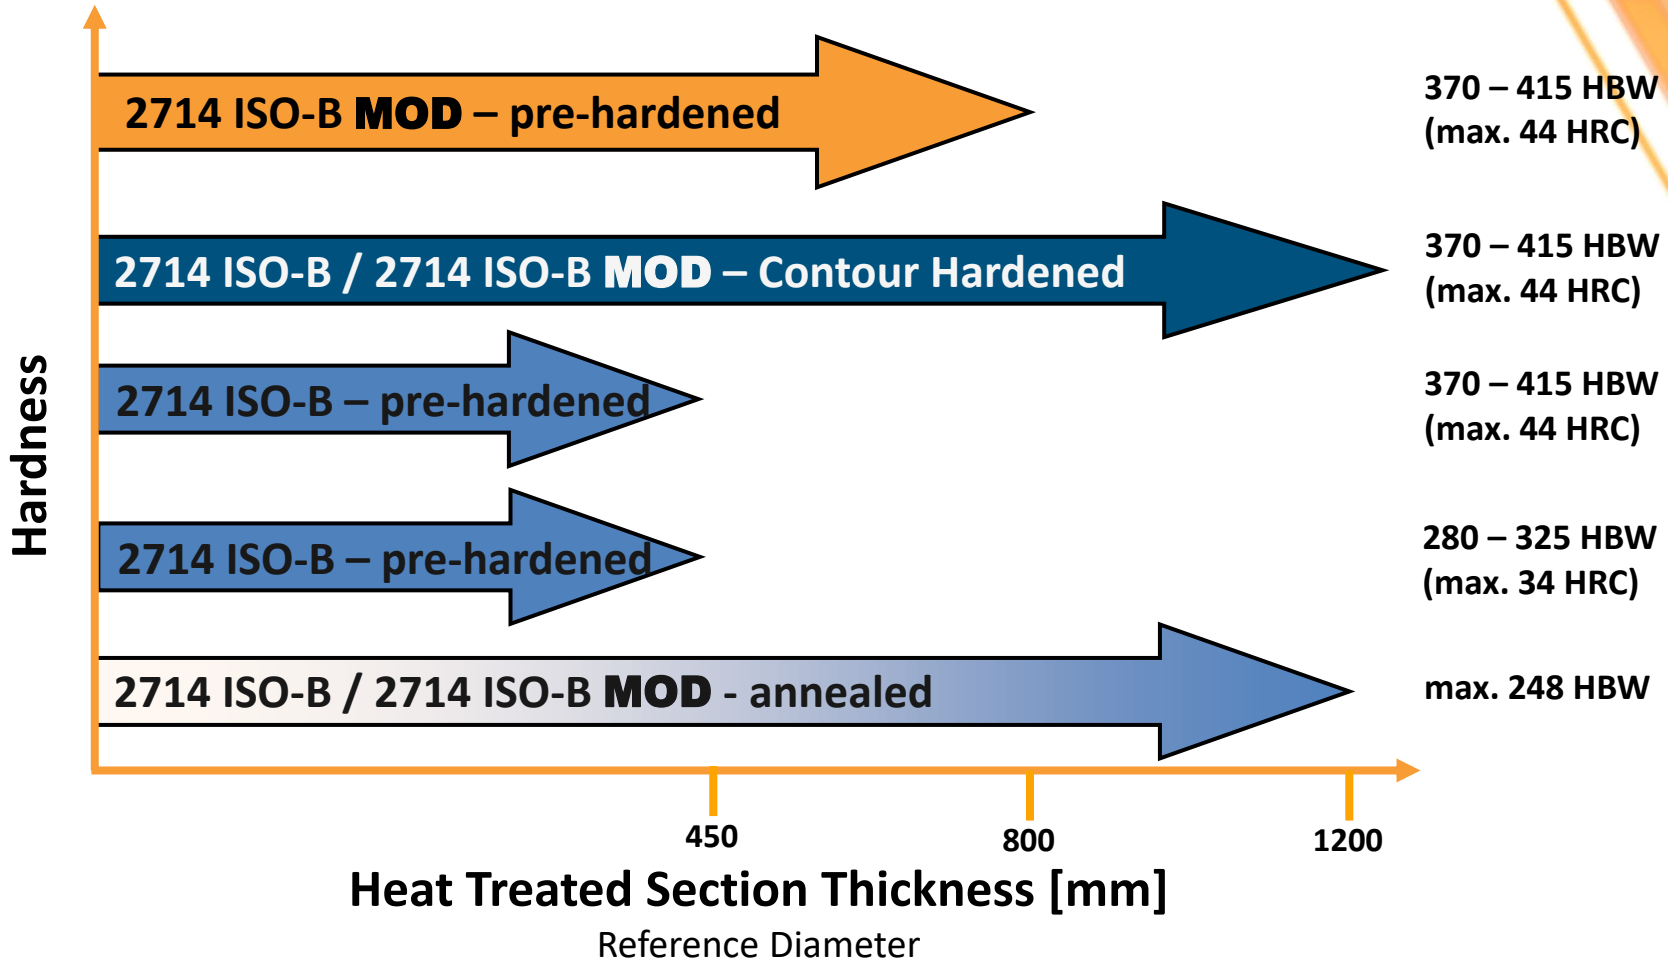 2714 ISO-B MOD – pre-hardened
370 – 415 HBW
(max. 44 HRC)
2714 ISO-B / 2714 ISO-B MOD – Contour Hardened
370 – 415 HBW
(max. 44 HRC)
2714 ISO-B – pre-hardened
370 – 415 HBW
(max. 44 HRC)
Hardness
2714 ISO-B – pre-hardened
280 – 325 HBW
(max. 34 HRC)
2714 ISO-B / 2714 ISO-B MOD - annealed
max. 248 HBW
450
800
1200
Heat Treated Section Thickness [mm]
Reference Diameter